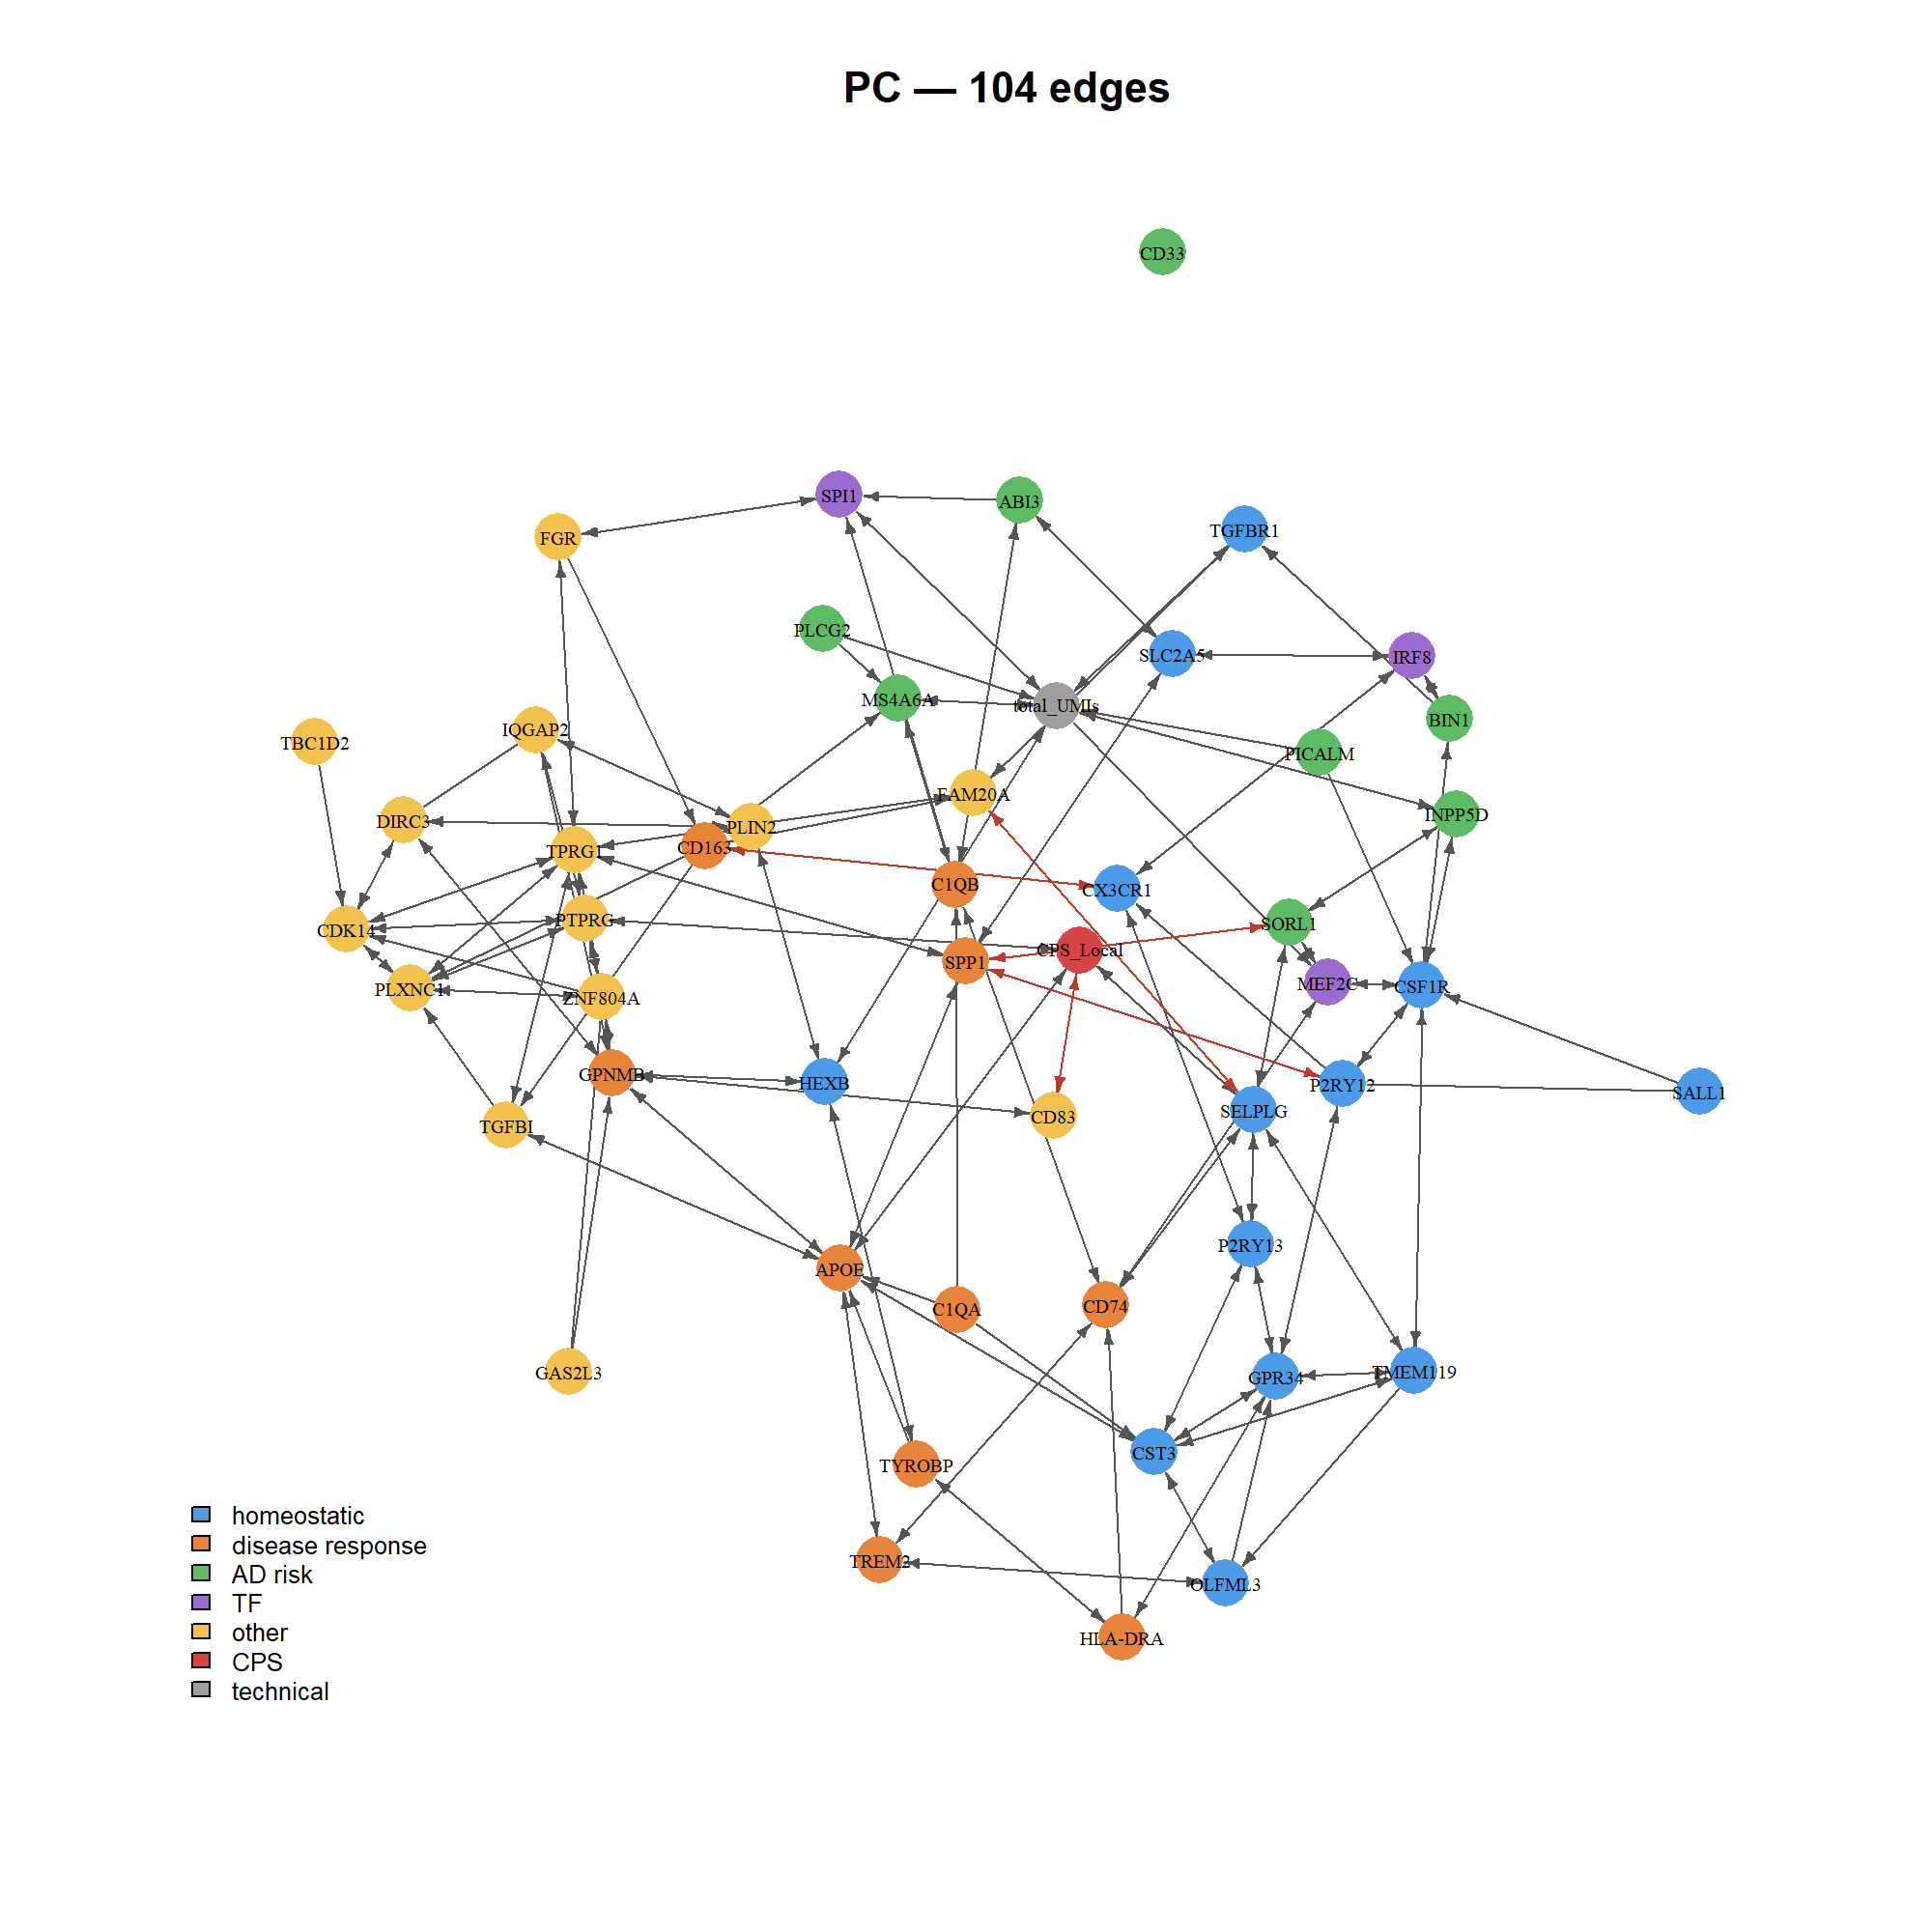 PC — 104 edges
CD33
SPI1
ABI3
TGFBR1
FGR
PLCG2
SLC2A5
IRF8
MS4A6A
total_UMIs
BIN1
TBC1D2
IQGAP2
PICALM
FAM20A
DIRC3
PLIN2
INPP5D
TPRG1
CD163
C1QB
CX3CR1
CDK14
PTPRG
SORL1
SPP1
CPS_Local
PLXNC1
ZNF804A
MEF2C
CSF1R
GPNMB
HEXB
P2RY12
SALL1
TGFBI
CD83
SELPLG
P2RY13
APOE
C1QA
CD74
GAS2L3
GPR34
TMEM119
TYROBP
CST3
TREM2
OLFML3
HLA-DRA
homeostatic
disease response
AD risk
TF
other
CPS
technical